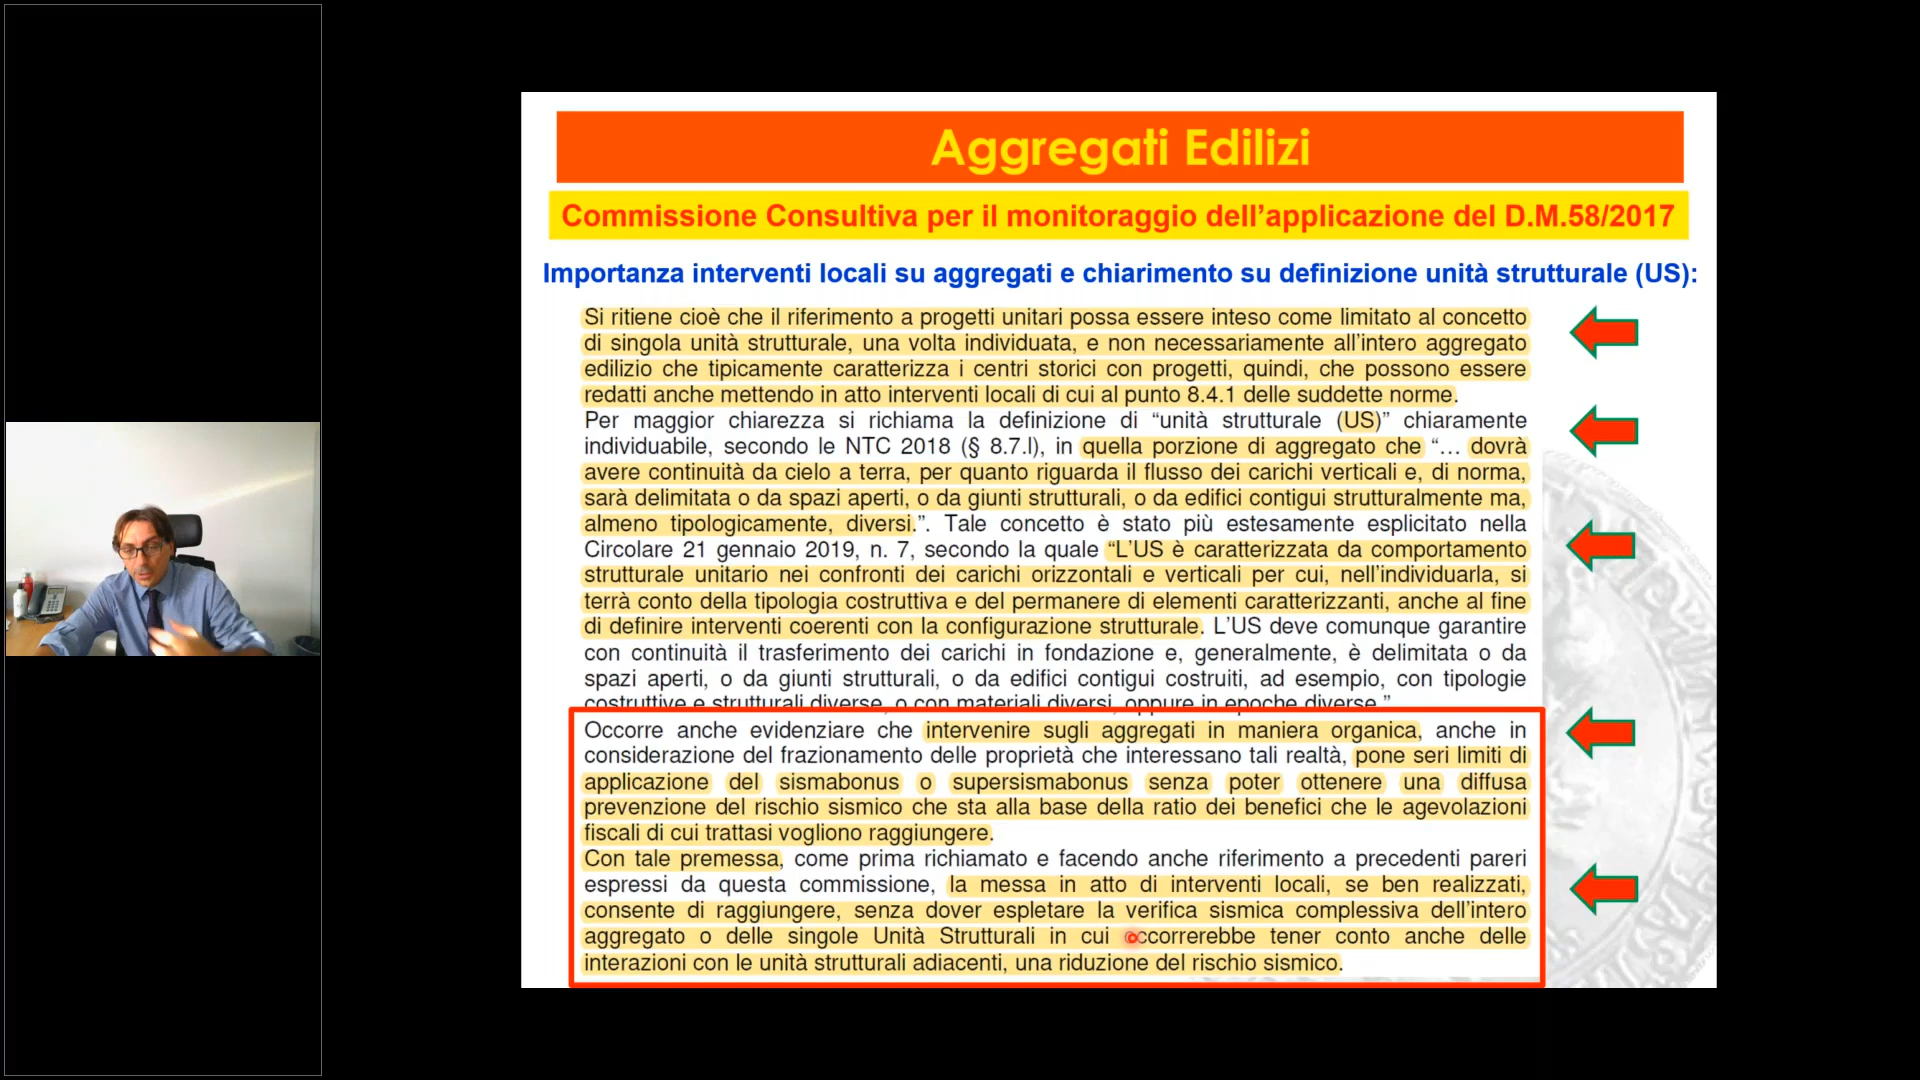 Aggregati Edilizi
Commissione Consultiva per il monitoraggio dell'applicazione del D.M.58/2017
Importanza interventi locali su aggregati e chiarimento su definizione unità strutturale (US):
Si ritiene cioè che il riferimento a progetti unitari possa essere inteso come limitato al concetto
di singola unità strutturale, una volta individuata, e non necessariamente all'intero aggregato
edilizio che tipicamente caratterizza i centri storici con progetti, quindi, che possono essere
redatti anche mettendo in atto interventi locali di cui al punto 8.4.1 delle suddette norme.
Per maggior chiarezza si richiama la definizione di “unità strutturale (US)” chiaramente
individuabile, secondo le NTC 2018 (§ 8.7.l), in quella porzione di aggregato che “… dovrà
avere continuità da cielo a terra, per quanto riguarda il flusso dei carichi verticali e, di norma,
sarà delimitata o da spazi aperti, o da giunti strutturali, o da edifici contigui strutturalmente ma,
almeno tipologicamente, diversi.”. Tale concetto è stato più estesamente esplicitato nella
Circolare 21 gennaio 2019, n. 7, secondo la quale “L'US è caratterizzata da comportamento
strutturale unitario nei confronti dei carichi orizzontali e verticali per cui, nell'individuarla, si
terrà conto della tipologia costruttiva e del permanere di elementi caratterizzanti, anche al fine
di definire interventi coerenti con la configurazione strutturale. L'US deve comunque garantire
con continuità il trasferimento dei carichi in fondazione e, generalmente, è delimitata o da
spazi aperti, o da giunti strutturali, o da edifici contigui costruiti, ad esempio, con tipologie
costruttive e strutturali diverse, o con materiali diversi, oppure in epoche diverse.”
Occorre anche evidenziare che intervenire sugli aggregati in maniera organica, anche in
considerazione del frazionamento delle proprietà che interessano tali realtà, pone seri limiti di
applicazione del sismabonus o supersismabonus senza poter ottenere una diffusa
prevenzione del rischio sismico che sta alla base della ratio dei benefici che le agevolazioni
fiscali di cui trattasi vogliono raggiungere.
Con tale premessa, come prima richiamato e facendo anche riferimento a precedenti pareri
espressi da questa commissione, la messa in atto di interventi locali, se ben realizzati,
consente di raggiungere, senza dover espletare la verifica sismica complessiva dell'intero
aggregato o delle singole Unità Strutturali in cui occorrerebbe tener conto anche delle
interazioni con le unità strutturali adiacenti, una riduzione del rischio sismico.